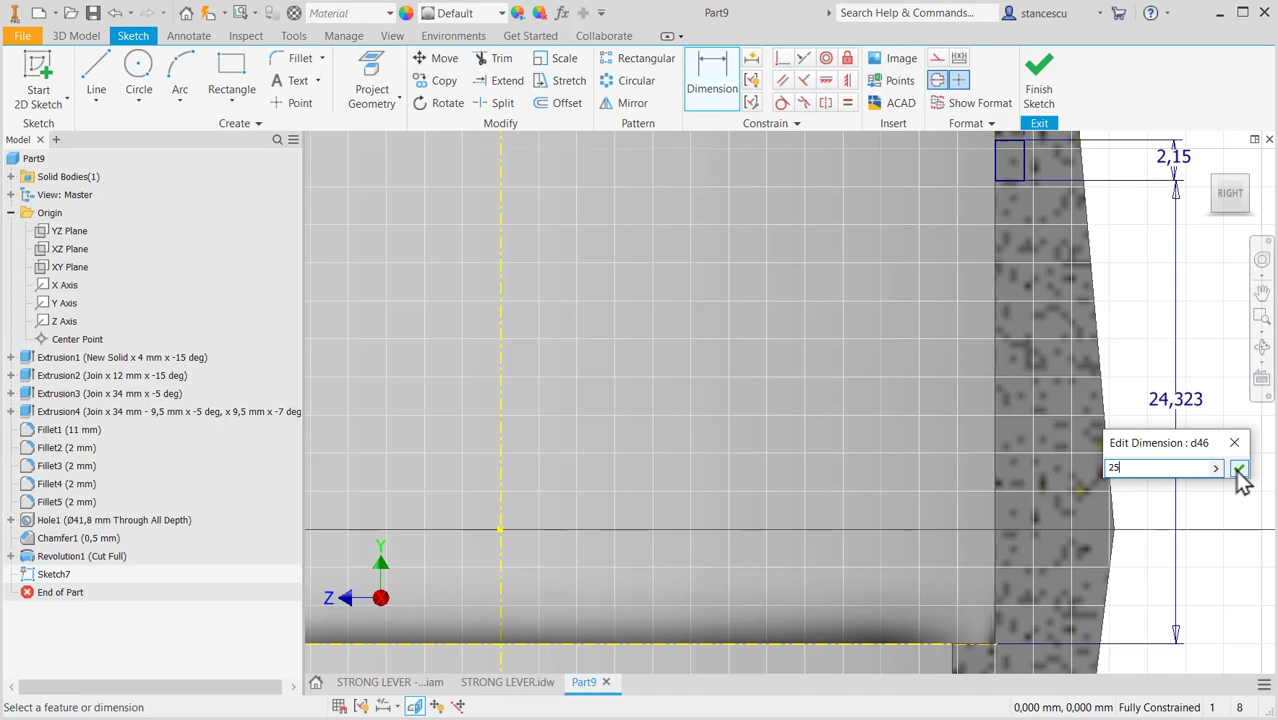 PRO
Material
Default
Part9
Search Help & Commands...
stancescu
File
3D Model
Sketch
Annotate
Inspect
Tools
Manage
View
Environments
Get Started
Collaborate
Start
2D Sketch
Line
Circle
Arc
Rectangle
Fillet
Text
Point
Project
Geometry
Move
Copy
Rotate
Trim
Extend
Split
Scale
Stretch
Offset
Rectangular
Circular
Mirror
Dimension
Image
Points
ACAD
Show Format
Finish
Sketch
Sketch
Create
Modify
Pattern
Constrain
Insert
Format
Exit
Model
Part9
Solid Bodies(1)
View: Master
Origin
YZ Plane
XZ Plane
XY Plane
X Axis
Y Axis
Z Axis
Center Point
Extrusion1 (New Solid x 4 mm x -15 deg)
Extrusion2 (Join x 12 mm x -15 deg)
Extrusion3 (Join x 34 mm x -5 deg)
Extrusion4 (Join x 34 mm - 9,5 mm x -5 deg, x 9,5 mm x -7 deg
Fillet1 (11 mm)
Fillet2 (2 mm)
Fillet3 (2 mm)
Fillet4 (2 mm)
Fillet5 (2 mm)
Hole1 (Ø41,8 mm Through All Depth)
Chamfer1 (0,5 mm)
Revolution1 (Cut Full)
Sketch7
End of Part
2,15
RIGHT
24,323
Edit Dimension : d46
25
Y
Z
X
STRONG LEVER -...iam
STRONG LEVER.idw
Part9
Select a feature or dimension
0,000 mm, 0,000 mm
Fully Constrained
1
8